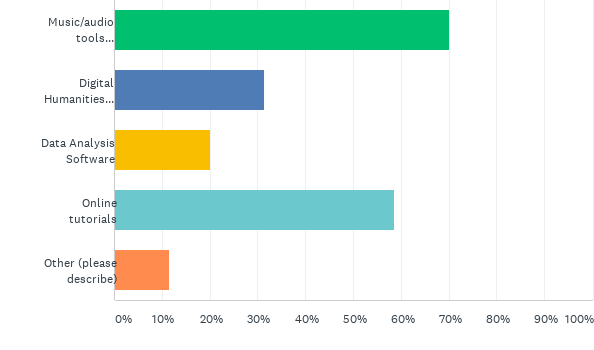 Music/audio
tools...
Digital
Humanities...
Data Analysis
Software
Online
tutorials
Other (please
describe)
0% 10% 20% 30% 40% 50% 60% 70% 80% 90% 100%